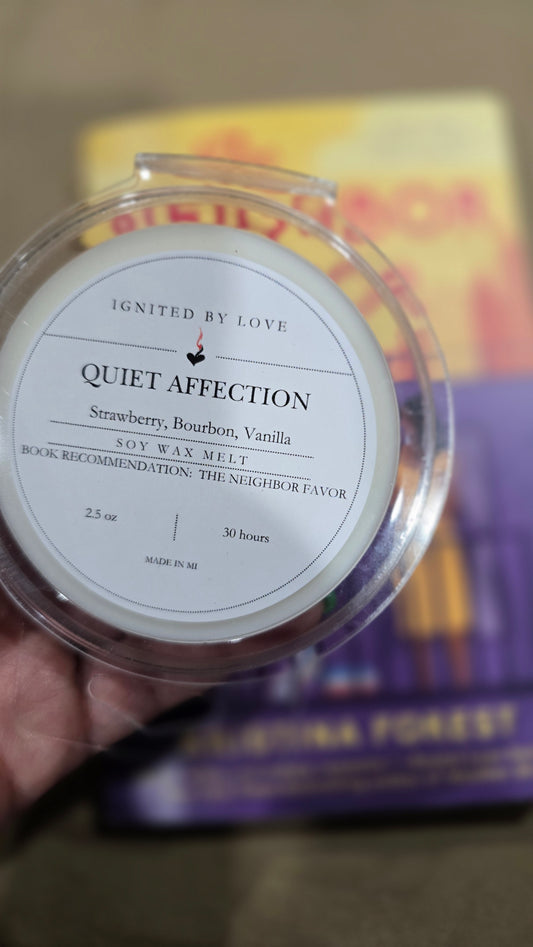 IGNITED BY LOVE
QUIET AFFECTION
Strawberry, Bourbon, Vanilla
SOY WAX MELT
BOOK RECOMMENDATION: THE NEIGHBOR FAVOR
2.5 oz
30 hours
MADE IN MI
FOREST